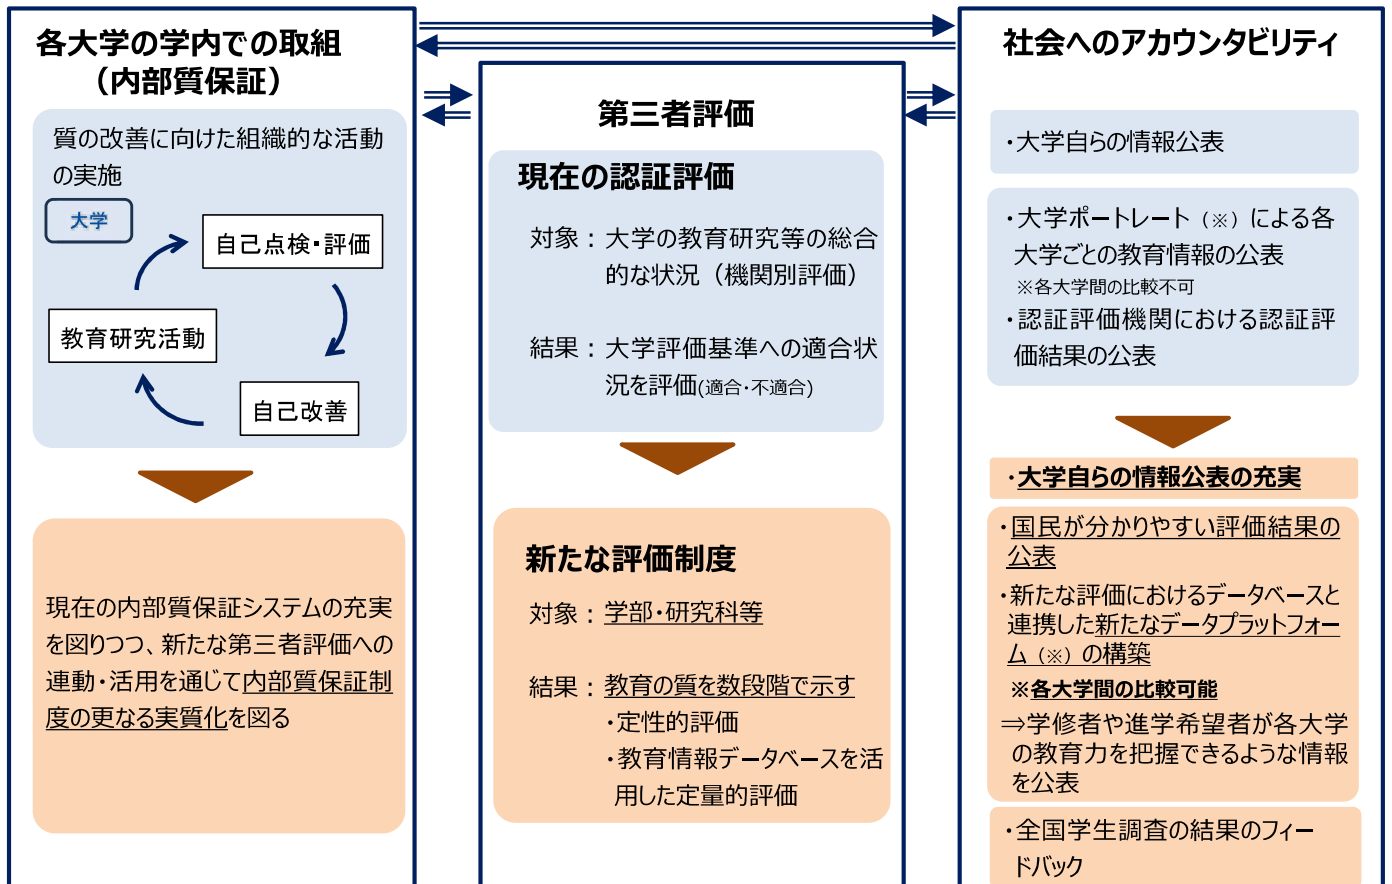 各大学の学内での取組
（内部質保証）
質の改善に向けた組織的な活動
の実施
大学
自己点検・評価
教育研究活動
自己改善
現在の内部質保証システムの充実
を図りつつ、新たな第三者評価への
連動・活用を通じて内部質保証制
度の更なる実質化を図る
第三者評価
現在の認証評価
対象：大学の教育研究等の総合
的な状況（機関別評価）
結果：大学評価基準への適合状
況を評価(適合・不適合)
新たな評価制度
対象：学部・研究科等
結果：教育の質を数段階で示す
・定性的評価
・教育情報データベースを活
用した定量的評価
社会へのアカウンタビリティ
・大学自らの情報公表
・大学ポートレート（※）による各
大学ごとの教育情報の公表
※各大学間の比較不可
・認証評価機関における認証評
価結果の公表
・大学自らの情報公表の充実
・国民が分かりやすい評価結果の
公表
・新たな評価におけるデータベースと
連携した新たなデータプラットフォー
ム（※）の構築
※各大学間の比較可能
⇒学修者や進学希望者が各大学
の教育力を把握できるような情報
を公表
・全国学生調査の結果のフィー
ドバック